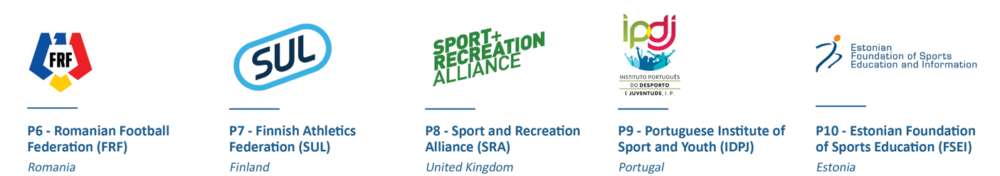 FRF
P6 - Romanian Football
Federation (FRF)
Romania
SUL
P7 - Finnish Athletics
Federation (SUL)
Finland
SPORT+
RECREATION
ALLIANCE
P8 - Sport and Recreation
Alliance (SRA)
United Kingdom
ipdj
INSTITUTO PORTUGUÊS
DO DESPORTO
E JUVENTUDE, I. P.
P9 - Portuguese Institute of
Sport and Youth (IDPJ)
Portugal
Estonian
Foundation of Sports
Education and Information
P10 - Estonian Foundation
of Sports Education (FSEI)
Estonia